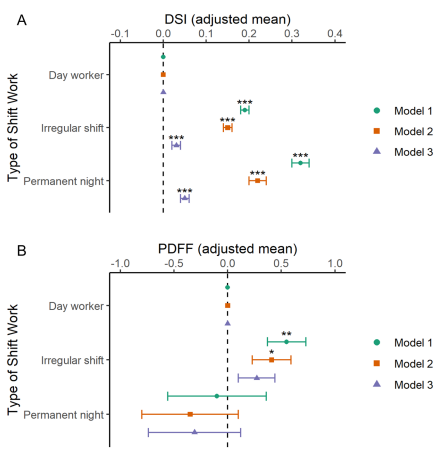 A
DSI (adjusted mean)
-0.1 0.0 0.1 0.2 0.3 0.4
Type of Shift Work
Day worker
***
Irregular shift
***
***
***
Permanent night
***
***
Model 1
Model 2
Model 3
B
PDFF (adjusted mean)
-1.0 -0.5 0.0 0.5 1.0
Type of Shift Work
Day worker
**
Irregular shift
*
Permanent night
Model 1
Model 2
Model 3